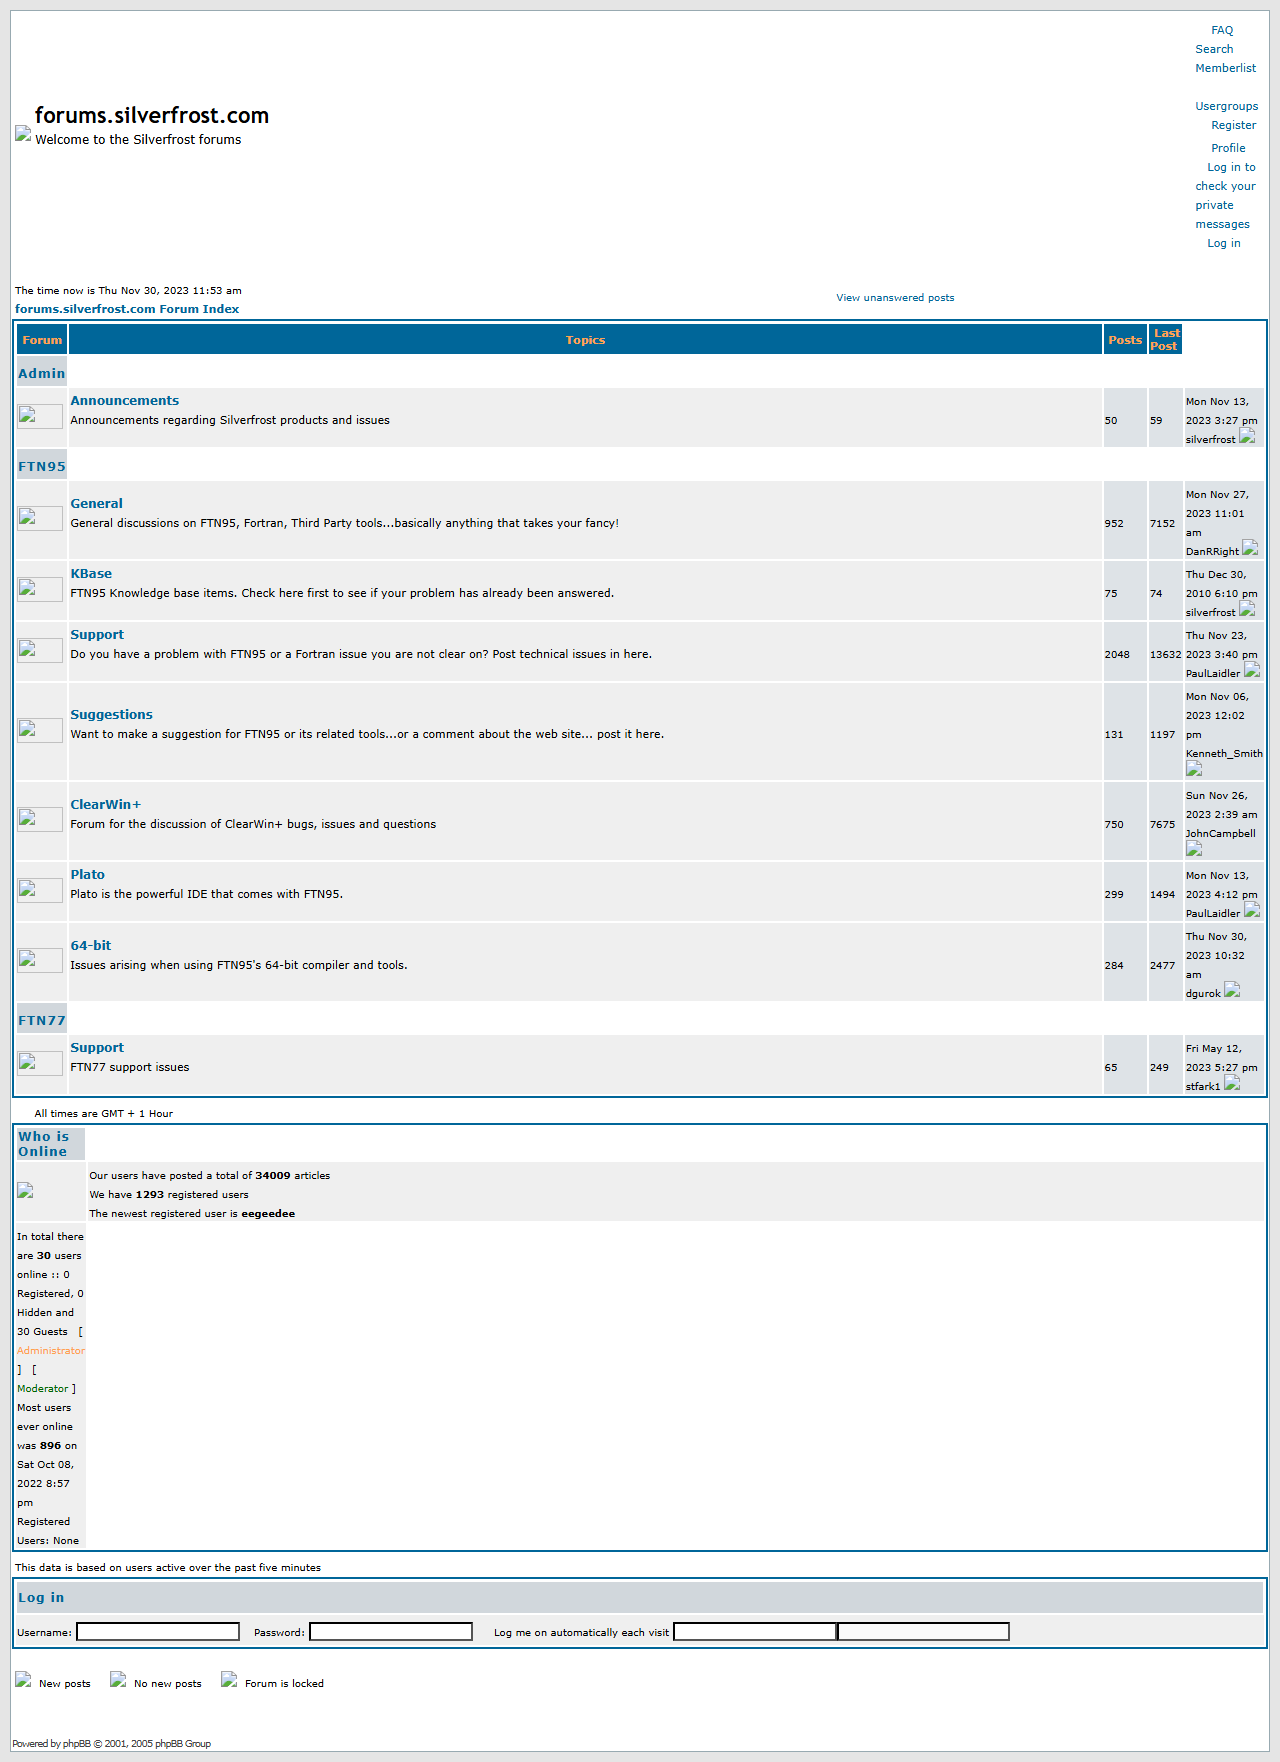 FAQ
Search
Memberlist
Usergroups
Register
Profile
Log in to
check your
private
messages
Log in
forums.silverfrost.com
Welcome to the Silverfrost forums
The time now is Thu Nov 30, 2023 11:53 am
forums.silverfrost.com Forum Index
View unanswered posts
Forum Topics Posts Last
Post
Admin
Announcements
Announcements regarding Silverfrost products and issues
50 59
Mon Nov 13,
2023 3:27 pm
silverfrost
FTN95
General
General discussions on FTN95, Fortran, Third Party tools...basically anything that takes your fancy!
952 7152
Mon Nov 27,
2023 11:01
am
DanRRight
KBase
FTN95 Knowledge base items. Check here first to see if your problem has already been answered.
75 74
Thu Dec 30,
2010 6:10 pm
silverfrost
Support
Do you have a problem with FTN95 or a Fortran issue you are not clear on? Post technical issues in here.
2048 13632
Thu Nov 23,
2023 3:40 pm
PaulLaidler
Suggestions
Want to make a suggestion for FTN95 or its related tools...or a comment about the web site... post it here.
131 1197
Mon Nov 06,
2023 12:02
pm
Kenneth_Smith
ClearWin+
Forum for the discussion of ClearWin+ bugs, issues and questions
750 7675
Sun Nov 26,
2023 2:39 am
JohnCampbell
Plato
Plato is the powerful IDE that comes with FTN95.
299 1494
Mon Nov 13,
2023 4:12 pm
PaulLaidler
64-bit
Issues arising when using FTN95's 64-bit compiler and tools.
284 2477
Thu Nov 30,
2023 10:32
am
dgurok
FTN77
Support
FTN77 support issues
65 249
Fri May 12,
2023 5:27 pm
stfark1
All times are GMT + 1 Hour
Who is
Online
Our users have posted a total of 34009 articles
We have 1293 registered users
The newest registered user is eegeedee
In total there
are 30 users
online :: 0
Registered, 0
Hidden and
30 Guests [
Administrator
] [
Moderator ]
Most users
ever online
was 896 on
Sat Oct 08,
2022 8:57
pm
Registered
Users: None
This data is based on users active over the past five minutes
Log in
Username: Password: Log me on automatically each visit
New posts No new posts Forum is locked
Powered by phpBB © 2001, 2005 phpBB Group